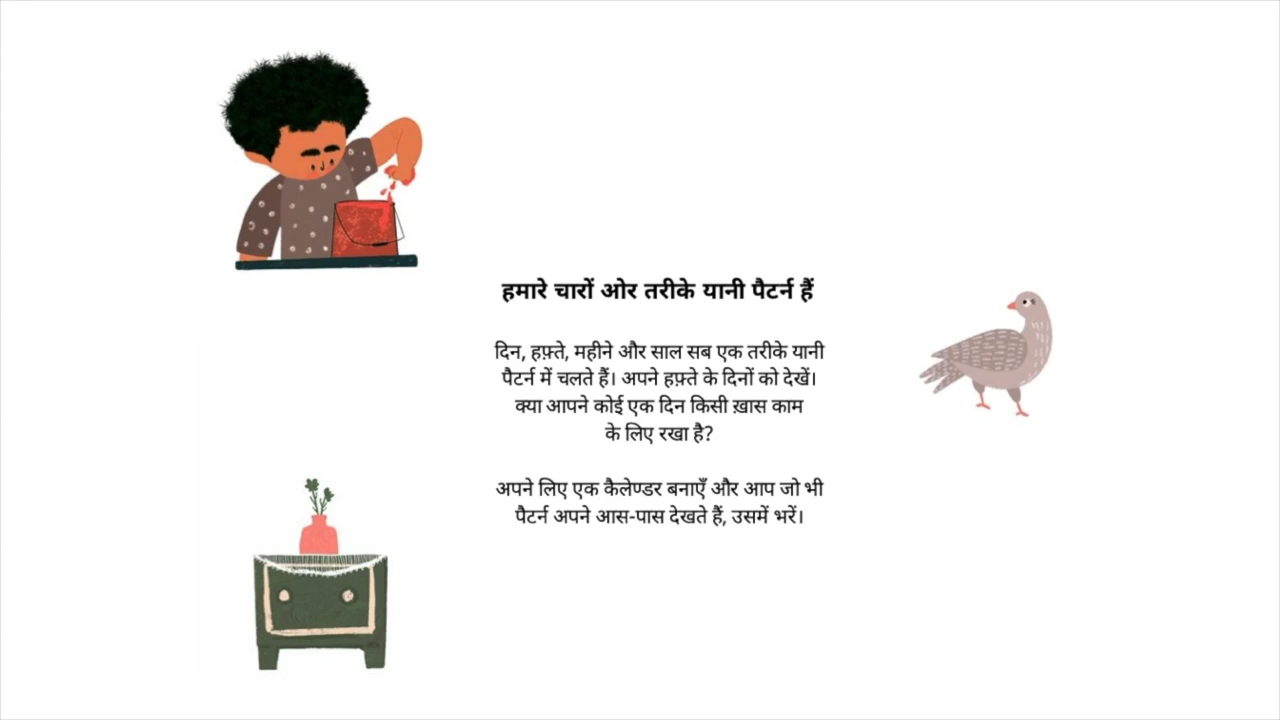 हमारे चारों ओर तरीके यानी पैटर्न हैं
दिन, हफ़्ते, महीने और साल सब एक तरीके यानी
पैटर्न में चलते हैं। अपने हफ़्ते के दिनों को देखें।
क्या आपने कोई एक दिन किसी ख़ास काम
के लिए रखा है?
अपने लिए एक कैलेण्डर बनाएँ और आप जो भी
पैटर्न अपने आस-पास देखते हैं, उसमें भरें।